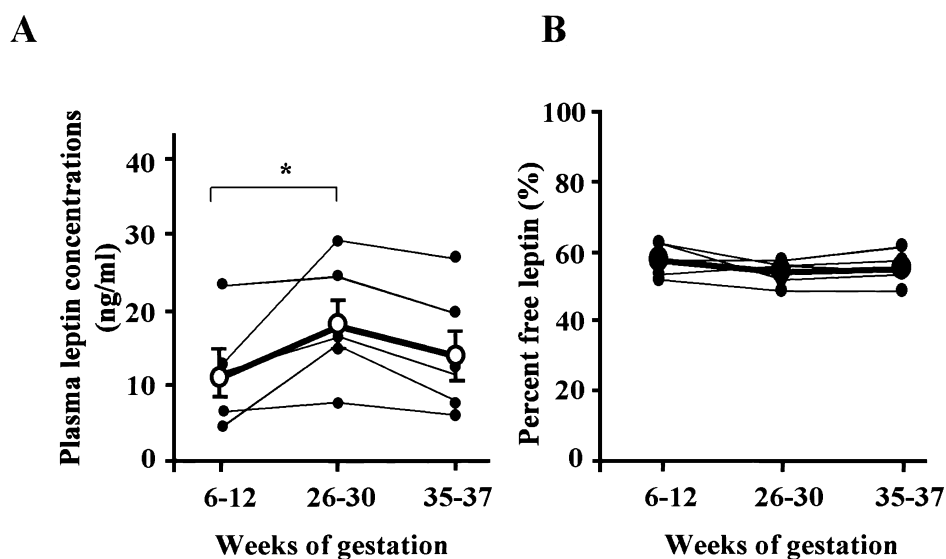 A
Plasma leptin concentrations
(ng/ml)
40
30
20
10
0
*
6-12
26-30
35-37
Weeks of gestation
B
Percent free leptin (%)
100
80
60
40
20
0
6-12
26-30
35-37
Weeks of gestation